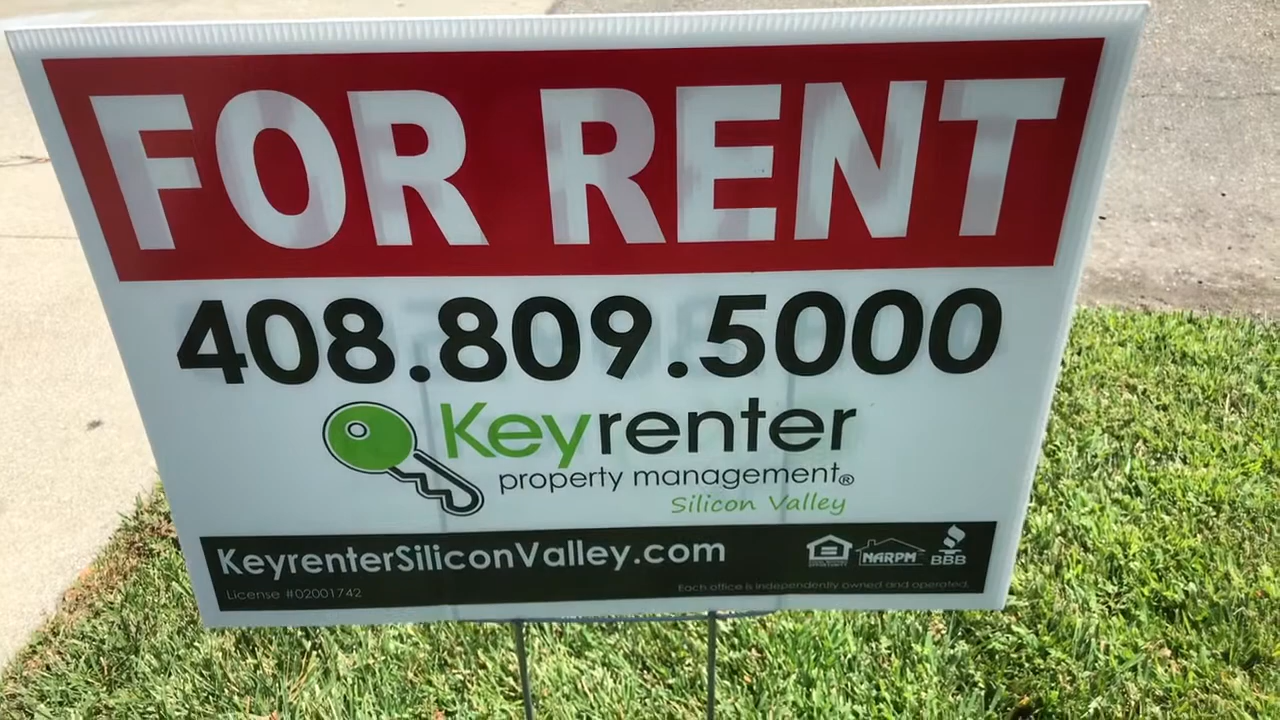 FOR RENT
408.809.5000
Keyrenter
property management®
Silicon Valley
KeyrenterSiliconValley.com
NARPM
BBB
License #02001742
Each office is independently owned and operated.